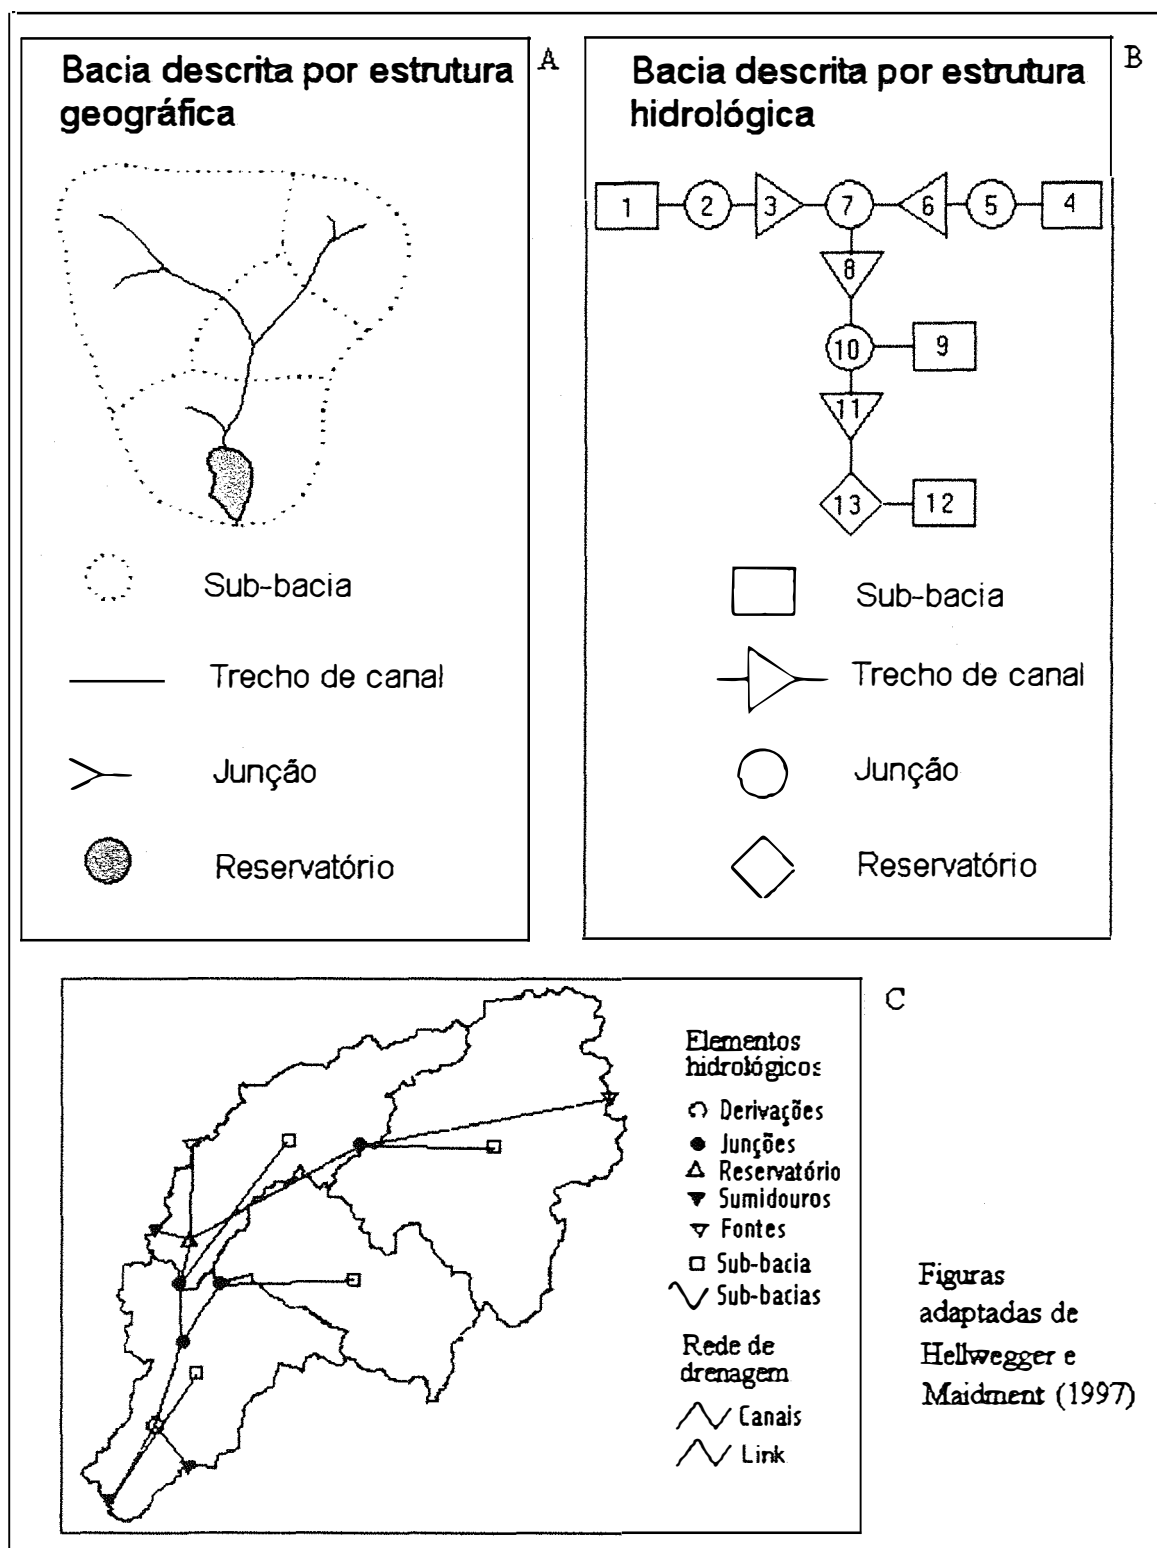 A
Bacia descrita por estrutura
geográfica
Sub-bacia
Trecho de canal
Junção
Reservatório
B
Bacia descrita por estrutura
hidrológica
1
2
3
7
6
5
4
8
10
9
11
13
12
Sub-bacia
Trecho de canal
Junção
Reservatório
C
Elementos
hidrológicos
Derivações
Junções
Reservatório
Sumidouros
Fontes
Sub-bacia
Sub-bacias
Rede de
drenagem
Canais
Link
Figuras
adaptadas de
Hellwegger e
Maidment (1997)